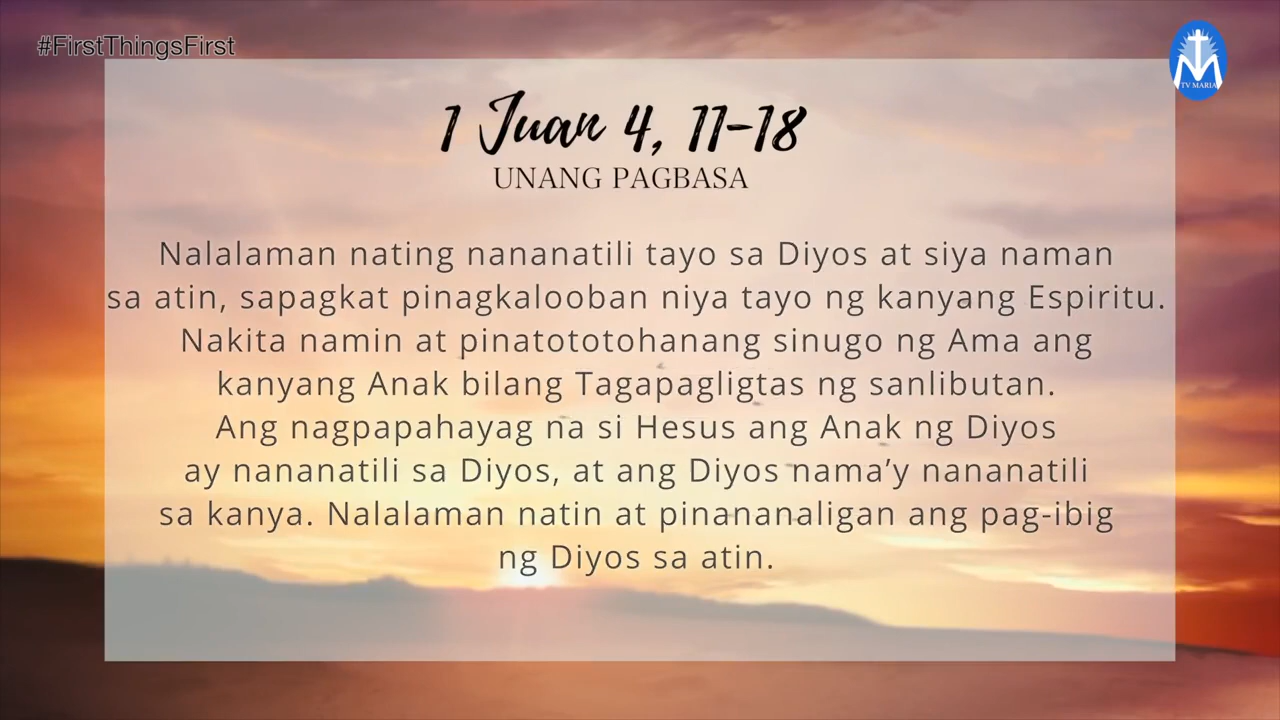 #FirstThingsFirst
TV MARIA
1 Juan 4, 11-18
UNANG PAGBASA
Nalalaman nating nananatili tayo sa Diyos at siya naman
sa atin, sapagkat pinagkalooban niya tayo ng kanyang Espiritu.
Nakita namin at pinatototohanang sinugo ng Ama ang
kanyang Anak bilang Tagapagligtas ng sanlibutan.
Ang nagpapahayag na si Hesus ang Anak ng Diyos
ay nananatili sa Diyos, at ang Diyos nama’y nananatili
sa kanya. Nalalaman natin at pinananaligan ang pag-ibig
ng Diyos sa atin.